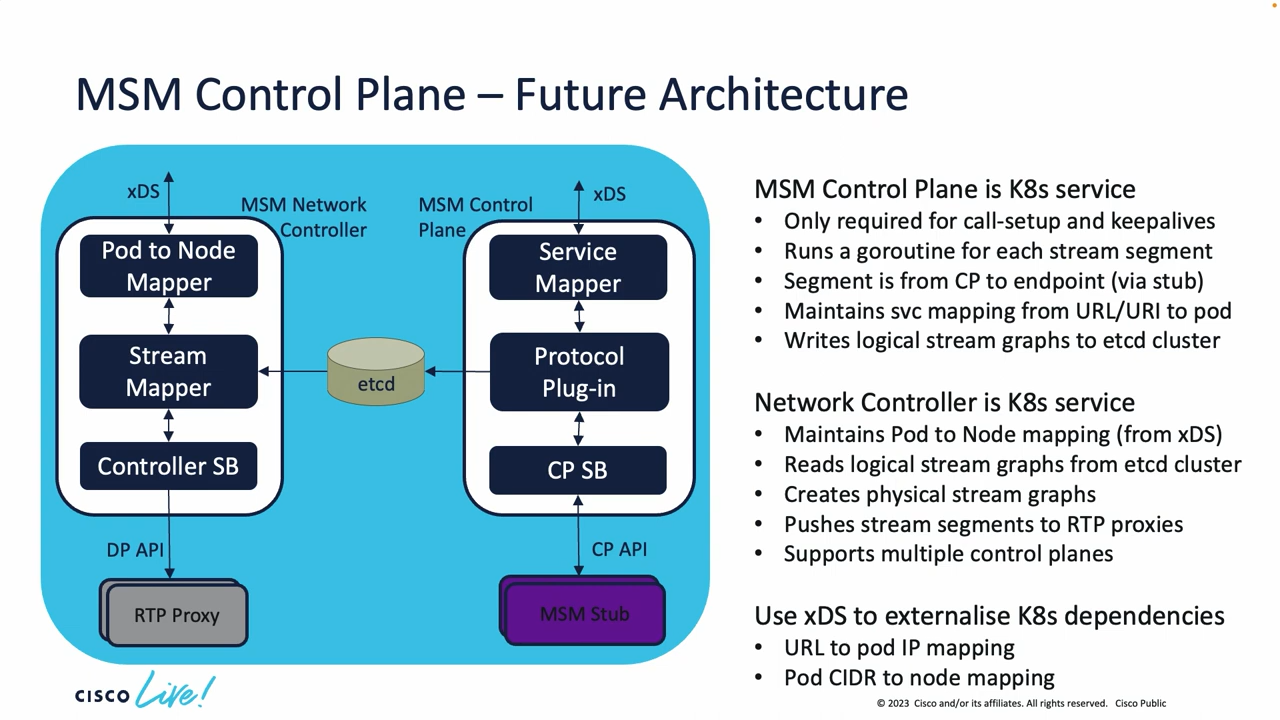 MSM Control Plane – Future Architecture
xDS
MSM Network
Controller
MSM Control
Plane
xDS
Pod to Node
Mapper
Service
Mapper
Stream
Mapper
etcd
Protocol
Plug-in
Controller SB
CP SB
DP API
CP API
RTP Proxy
MSM Stub
MSM Control Plane is K8s service
• Only required for call-setup and keepalives
• Runs a goroutine for each stream segment
• Segment is from CP to endpoint (via stub)
• Maintains svc mapping from URL/URI to pod
• Writes logical stream graphs to etcd cluster
Network Controller is K8s service
• Maintains Pod to Node mapping (from xDS)
• Reads logical stream graphs from etcd cluster
• Creates physical stream graphs
• Pushes stream segments to RTP proxies
• Supports multiple control planes
Use xDS to externalise K8s dependencies
• URL to pod IP mapping
• Pod CIDR to node mapping
CISCO Live!
© 2023 Cisco and/or its affiliates. All rights reserved. Cisco Public